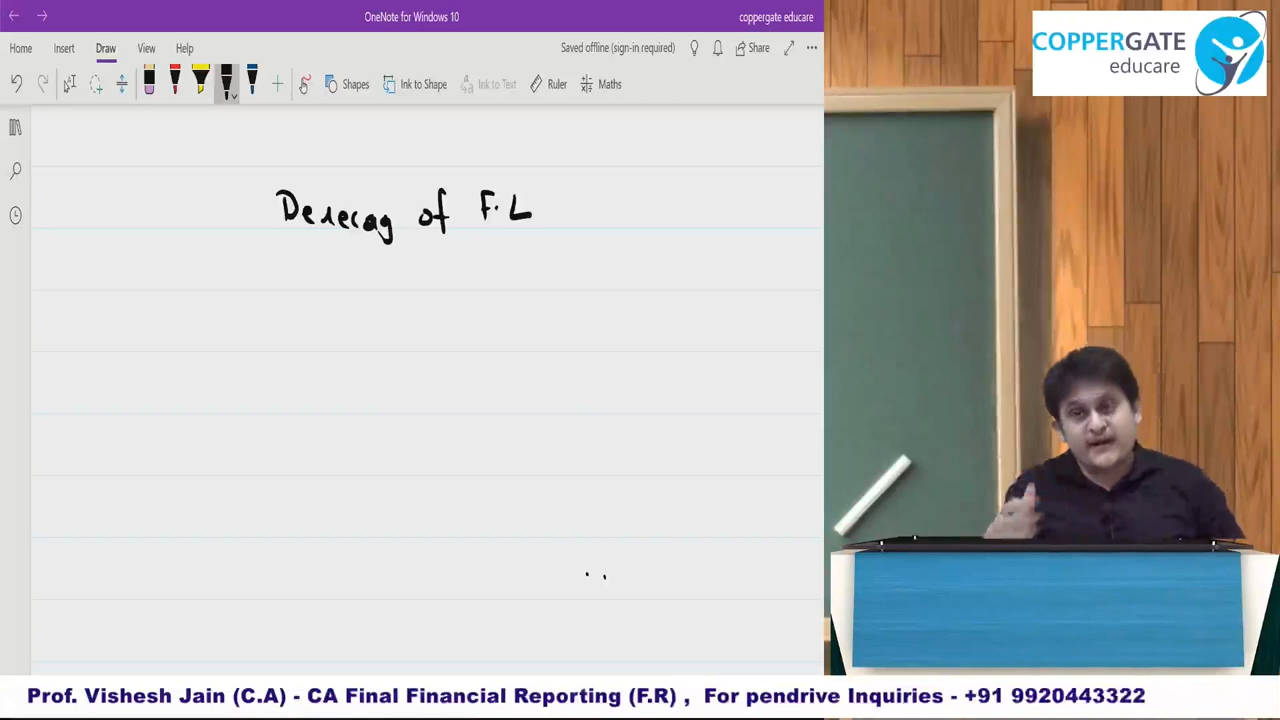 OneNote for Windows 10
coppergate educare
Home Insert Draw View Help
Saved offline (sign-in required)
Share
Shapes
Ink to Shape
Ink to Text
Ruler
Maths
COPPERGATE
educare
Derecog of F.L
Prof. Vishesh Jain (C.A) - CA Final Financial Reporting (F.R) , For pendrive Inquiries - +91 9920443322